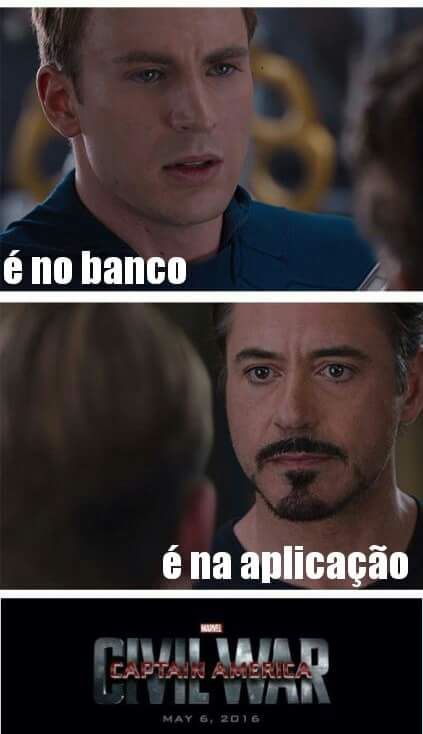 é no banco
é na aplicação
MARVEL
CIVIL WAR
CAPTAIN AMERICA
MAY 6, 2016